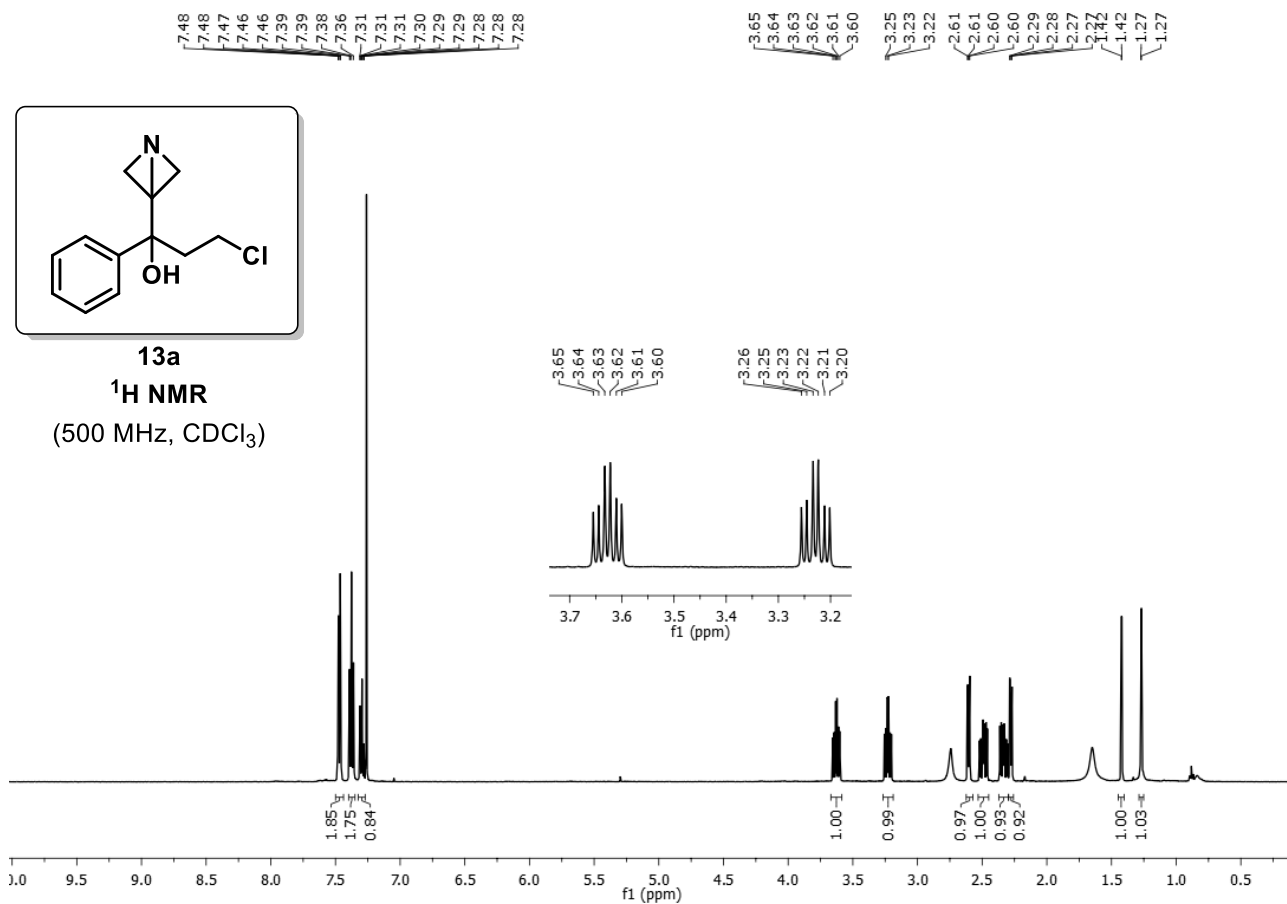 7.48 7.48 7.47 7.46 7.46 7.39 7.39 7.38 7.36 7.31 7.31 7.31 7.30 7.29 7.29 7.28 7.28 7.28
3.65 3.64 3.63 3.62 3.61 3.60 3.25 3.23 3.22 2.61 2.61 2.60 2.60 2.29 2.28 2.27 2.27 1.42 1.42 1.27 1.27
N
Cl
OH
13a
¹H NMR
(500 MHz, CDCl₃)
3.65 3.64 3.63 3.62 3.61 3.60 3.26 3.25 3.23 3.22 3.21 3.20
3.7 3.6 3.5 3.4 3.3 3.2
f1 (ppm)
1.85 1.75 0.84 1.00 0.99 0.97 1.00 0.93 0.92 1.00 1.03
0.0 9.5 9.0 8.5 8.0 7.5 7.0 6.5 6.0 5.5 5.0 4.5 4.0 3.5 3.0 2.5 2.0 1.5 1.0 0.5
f1 (ppm)